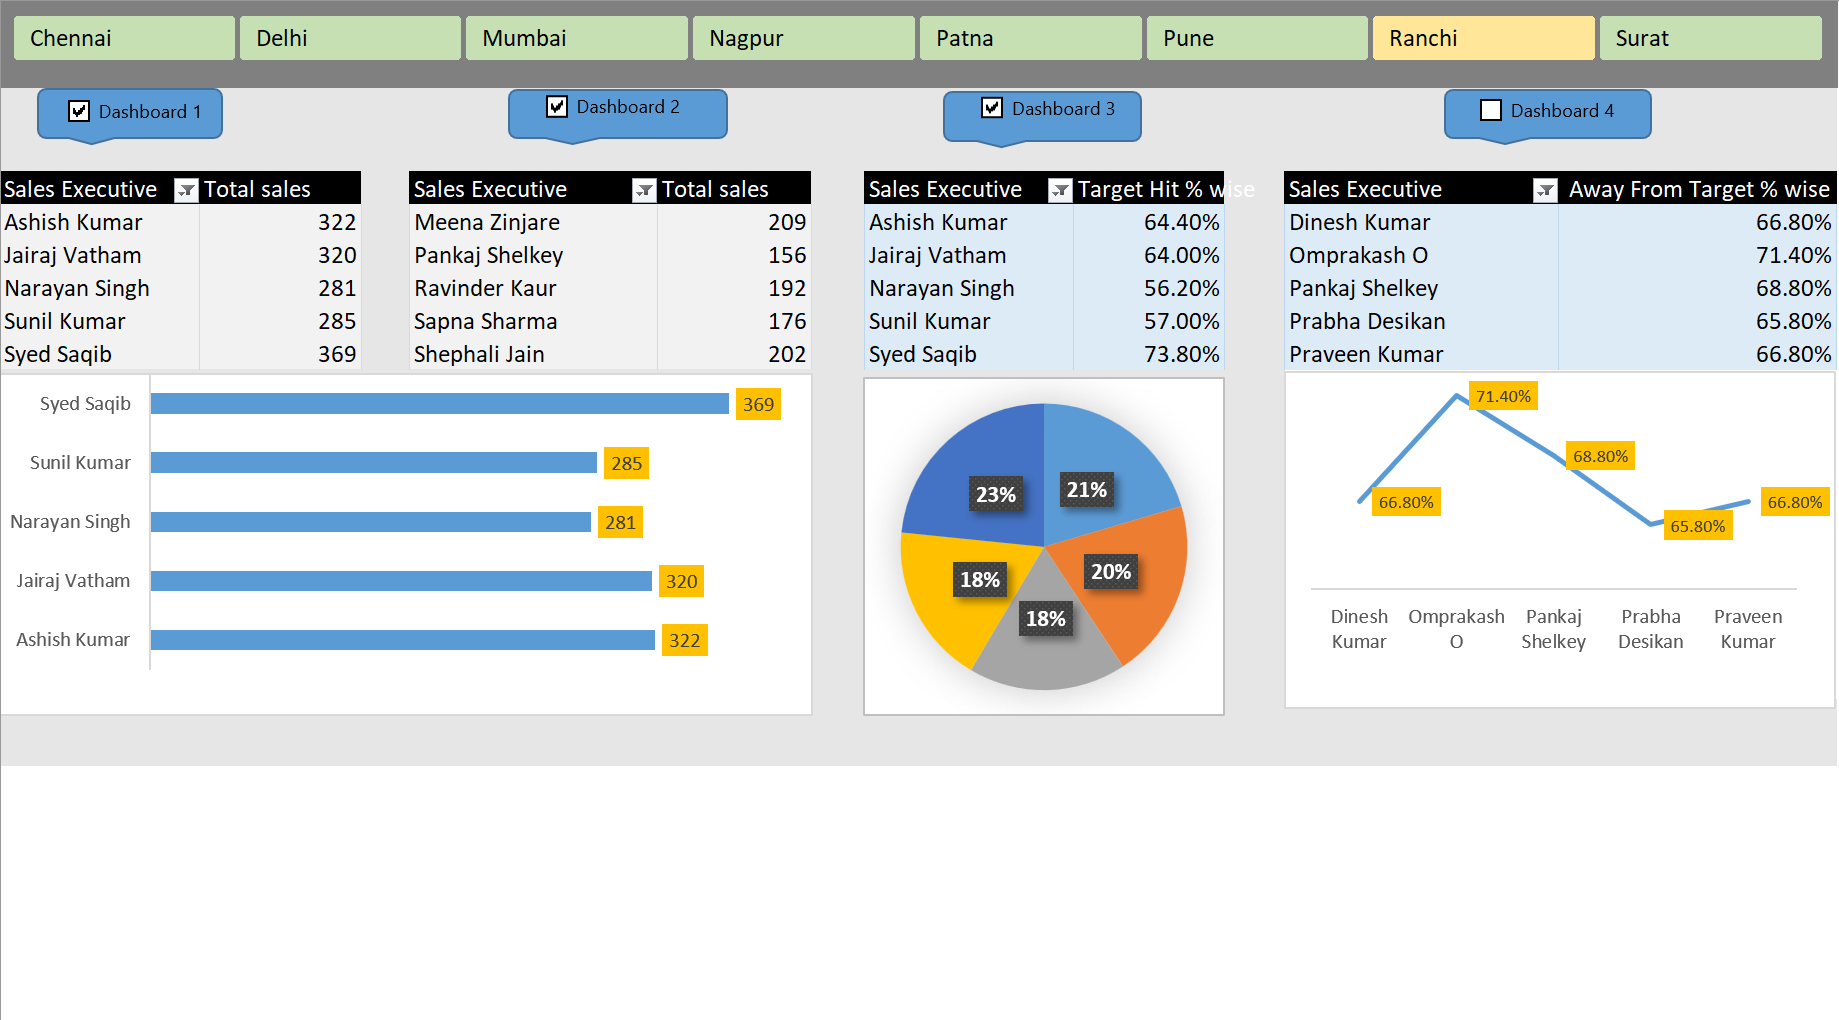 Chennai
Delhi
Mumbai
Nagpur
Patna
Pune
Ranchi
Surat
Dashboard 1
Dashboard 2
Dashboard 3
Dashboard 4
Sales Executive Total sales
Ashish Kumar 322
Jairaj Vatham 320
Narayan Singh 281
Sunil Kumar 285
Syed Saqib 369
Sales Executive Total sales
Meena Zinjare 209
Pankaj Shelkey 156
Ravinder Kaur 192
Sapna Sharma 176
Shephali Jain 202
Sales Executive Target Hit % wise
Ashish Kumar 64.40%
Jairaj Vatham 64.00%
Narayan Singh 56.20%
Sunil Kumar 57.00%
Syed Saqib 73.80%
Sales Executive Away From Target % wise
Dinesh Kumar 66.80%
Omprakash O 71.40%
Pankaj Shelkey 68.80%
Prabha Desikan 65.80%
Praveen Kumar 66.80%
Syed Saqib 369
Sunil Kumar 285
Narayan Singh 281
Jairaj Vatham 320
Ashish Kumar 322
23%
21%
20%
18%
18%
71.40%
68.80%
66.80%
65.80%
66.80%
Dinesh
Kumar
Omprakash
O
Pankaj
Shelkey
Prabha
Desikan
Praveen
Kumar